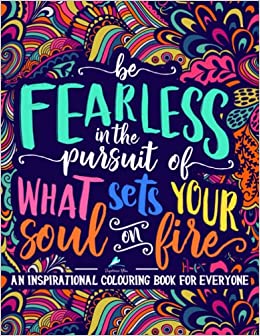 be
FEARLESS
in the
pursuit of
WHAT sets YOUR
soul on fire
AN INSPIRATIONAL COLOURING BOOK FOR EVERYONE